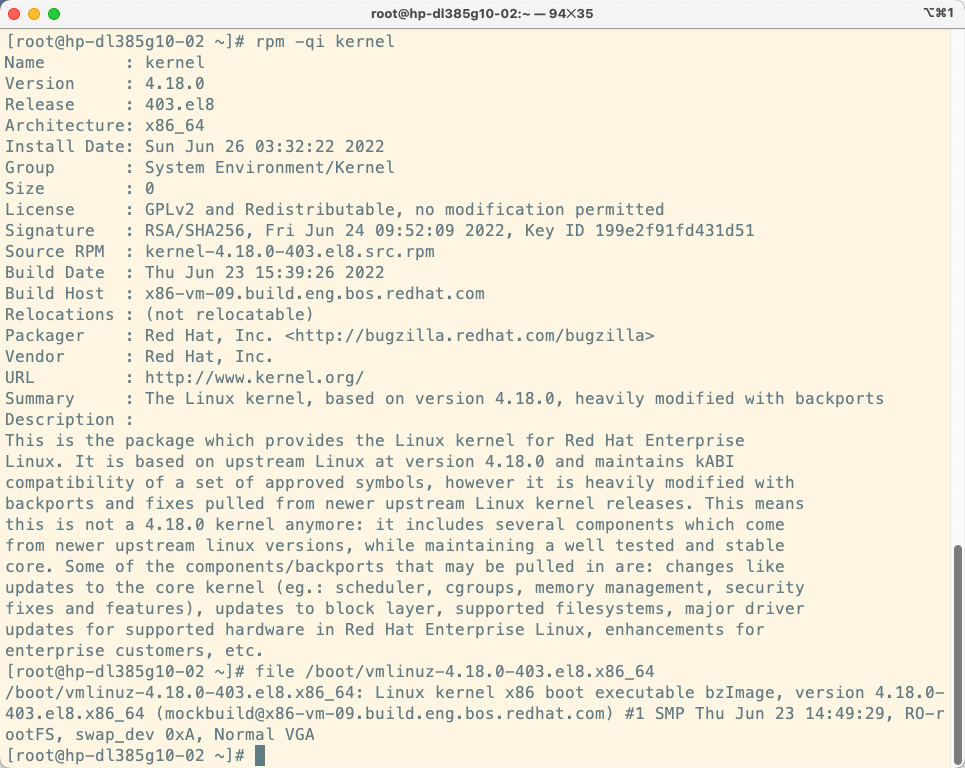 root@hp-dl385g10-02:~ — 94×35
⌥⌘1
[root@hp-dl385g10-02 ~]# rpm -qi kernel
Name        : kernel
Version     : 4.18.0
Release     : 403.el8
Architecture: x86_64
Install Date: Sun Jun 26 03:32:22 2022
Group       : System Environment/Kernel
Size        : 0
License     : GPLv2 and Redistributable, no modification permitted
Signature   : RSA/SHA256, Fri Jun 24 09:52:09 2022, Key ID 199e2f91fd431d51
Source RPM  : kernel-4.18.0-403.el8.src.rpm
Build Date  : Thu Jun 23 15:39:26 2022
Build Host  : x86-vm-09.build.eng.bos.redhat.com
Relocations : (not relocatable)
Packager    : Red Hat, Inc. <http://bugzilla.redhat.com/bugzilla>
Vendor      : Red Hat, Inc.
URL         : http://www.kernel.org/
Summary     : The Linux kernel, based on version 4.18.0, heavily modified with backports
Description :
This is the package which provides the Linux kernel for Red Hat Enterprise
Linux. It is based on upstream Linux at version 4.18.0 and maintains kABI
compatibility of a set of approved symbols, however it is heavily modified with
backports and fixes pulled from newer upstream Linux kernel releases. This means
this is not a 4.18.0 kernel anymore: it includes several components which come
from newer upstream linux versions, while maintaining a well tested and stable
core. Some of the components/backports that may be pulled in are: changes like
updates to the core kernel (eg.: scheduler, cgroups, memory management, security
fixes and features), updates to block layer, supported filesystems, major driver
updates for supported hardware in Red Hat Enterprise Linux, enhancements for
enterprise customers, etc.
[root@hp-dl385g10-02 ~]# file /boot/vmlinuz-4.18.0-403.el8.x86_64
/boot/vmlinuz-4.18.0-403.el8.x86_64: Linux kernel x86 boot executable bzImage, version 4.18.0-
403.el8.x86_64 (mockbuild@x86-vm-09.build.eng.bos.redhat.com) #1 SMP Thu Jun 23 14:49:29, RO-r
ootFS, swap_dev 0xA, Normal VGA
[root@hp-dl385g10-02 ~]#